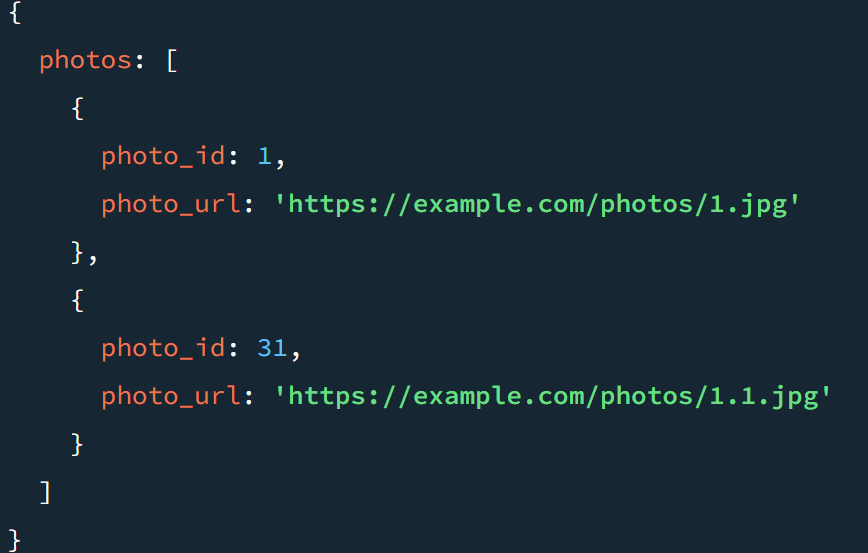 {
  photos: [
    {
      photo_id: 1,
      photo_url: 'https://example.com/photos/1.jpg'
    },
    {
      photo_id: 31,
      photo_url: 'https://example.com/photos/1.1.jpg'
    }
  ]
}